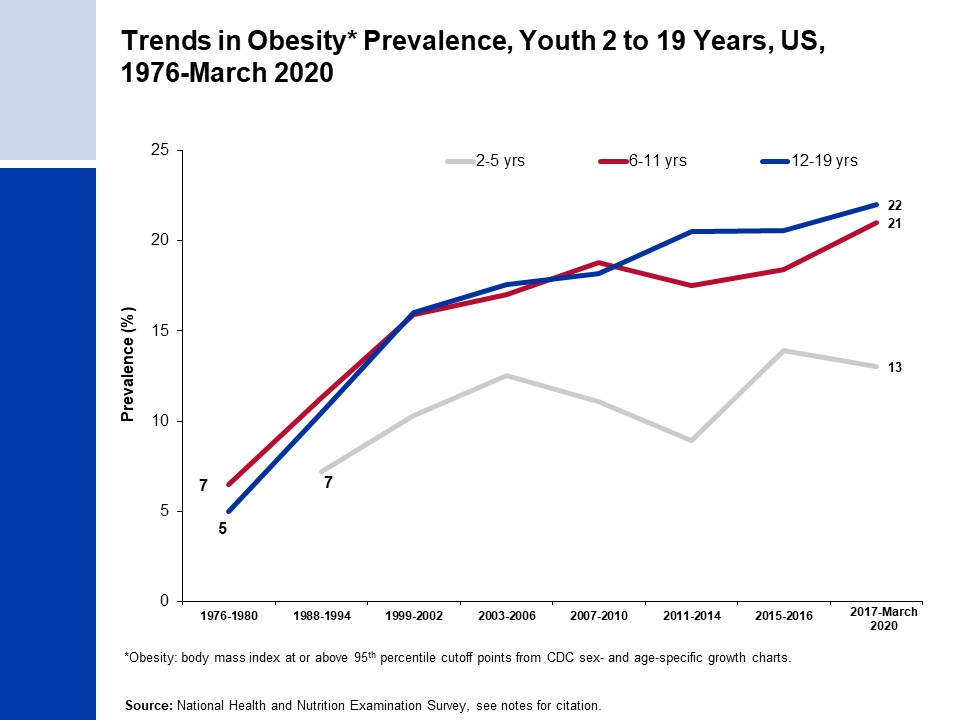 Trends in Obesity* Prevalence, Youth 2 to 19 Years, US,
1976-March 2020
25
2-5 yrs
6-11 yrs
12-19 yrs
22
21
20
Prevalence (%)
15
13
10
7
7
5
5
0
1976-1980
1988-1994
1999-2002
2003-2006
2007-2010
2011-2014
2015-2016
2017-March
2020
*Obesity: body mass index at or above 95th percentile cutoff points from CDC sex- and age-specific growth charts.
Source: National Health and Nutrition Examination Survey, see notes for citation.